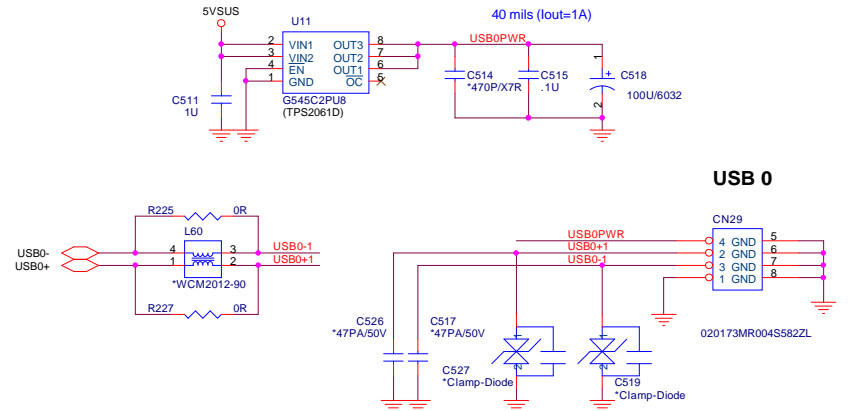 5VSUS
U11
40 mils (Iout=1A)
2 VIN1 OUT3 8 USB0PWR
3 VIN2 OUT2 7
4 EN OUT1 6
1 GND OC 5
C511
1U
G545C2PU8
(TPS2061D)
C514
*470P/X7R
C515
.1U
1
+
C518
100U/6032
2
USB 0
R225 0R
L60
USB0- 4 3 USB0-1
USB0+ 1 2 USB0+1
*WCM2012-90
R227 0R
CN29
USB0PWR 4 GND 5
USB0+1 2 GND 6
USB0-1 3 GND 7
1 GND 8
020173MR004S582ZL
C526
*47PA/50V
C517
*47PA/50V
C527
*Clamp-Diode
2
C519
*Clamp-Diode
2